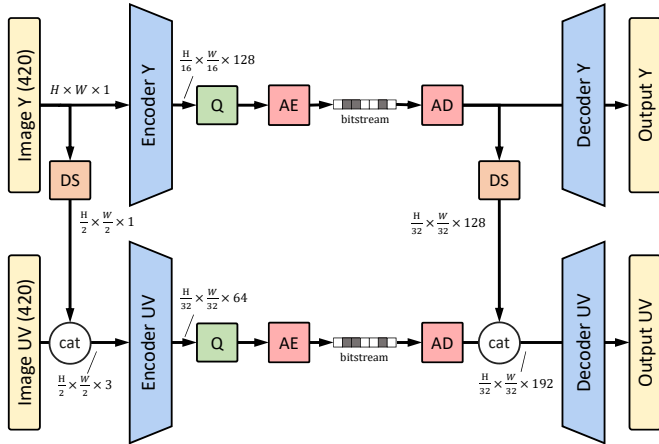 Image Y (420)
H × W × 1
Encoder Y
H/16 × W/16 × 128
Q
AE
bitstream
AD
Decoder Y
Output Y
DS
H/2 × W/2 × 1
DS
H/32 × W/32 × 128
Image UV (420)
cat
H/2 × W/2 × 3
Encoder UV
H/32 × W/32 × 64
Q
AE
bitstream
AD
cat
H/32 × W/32 × 192
Decoder UV
Output UV